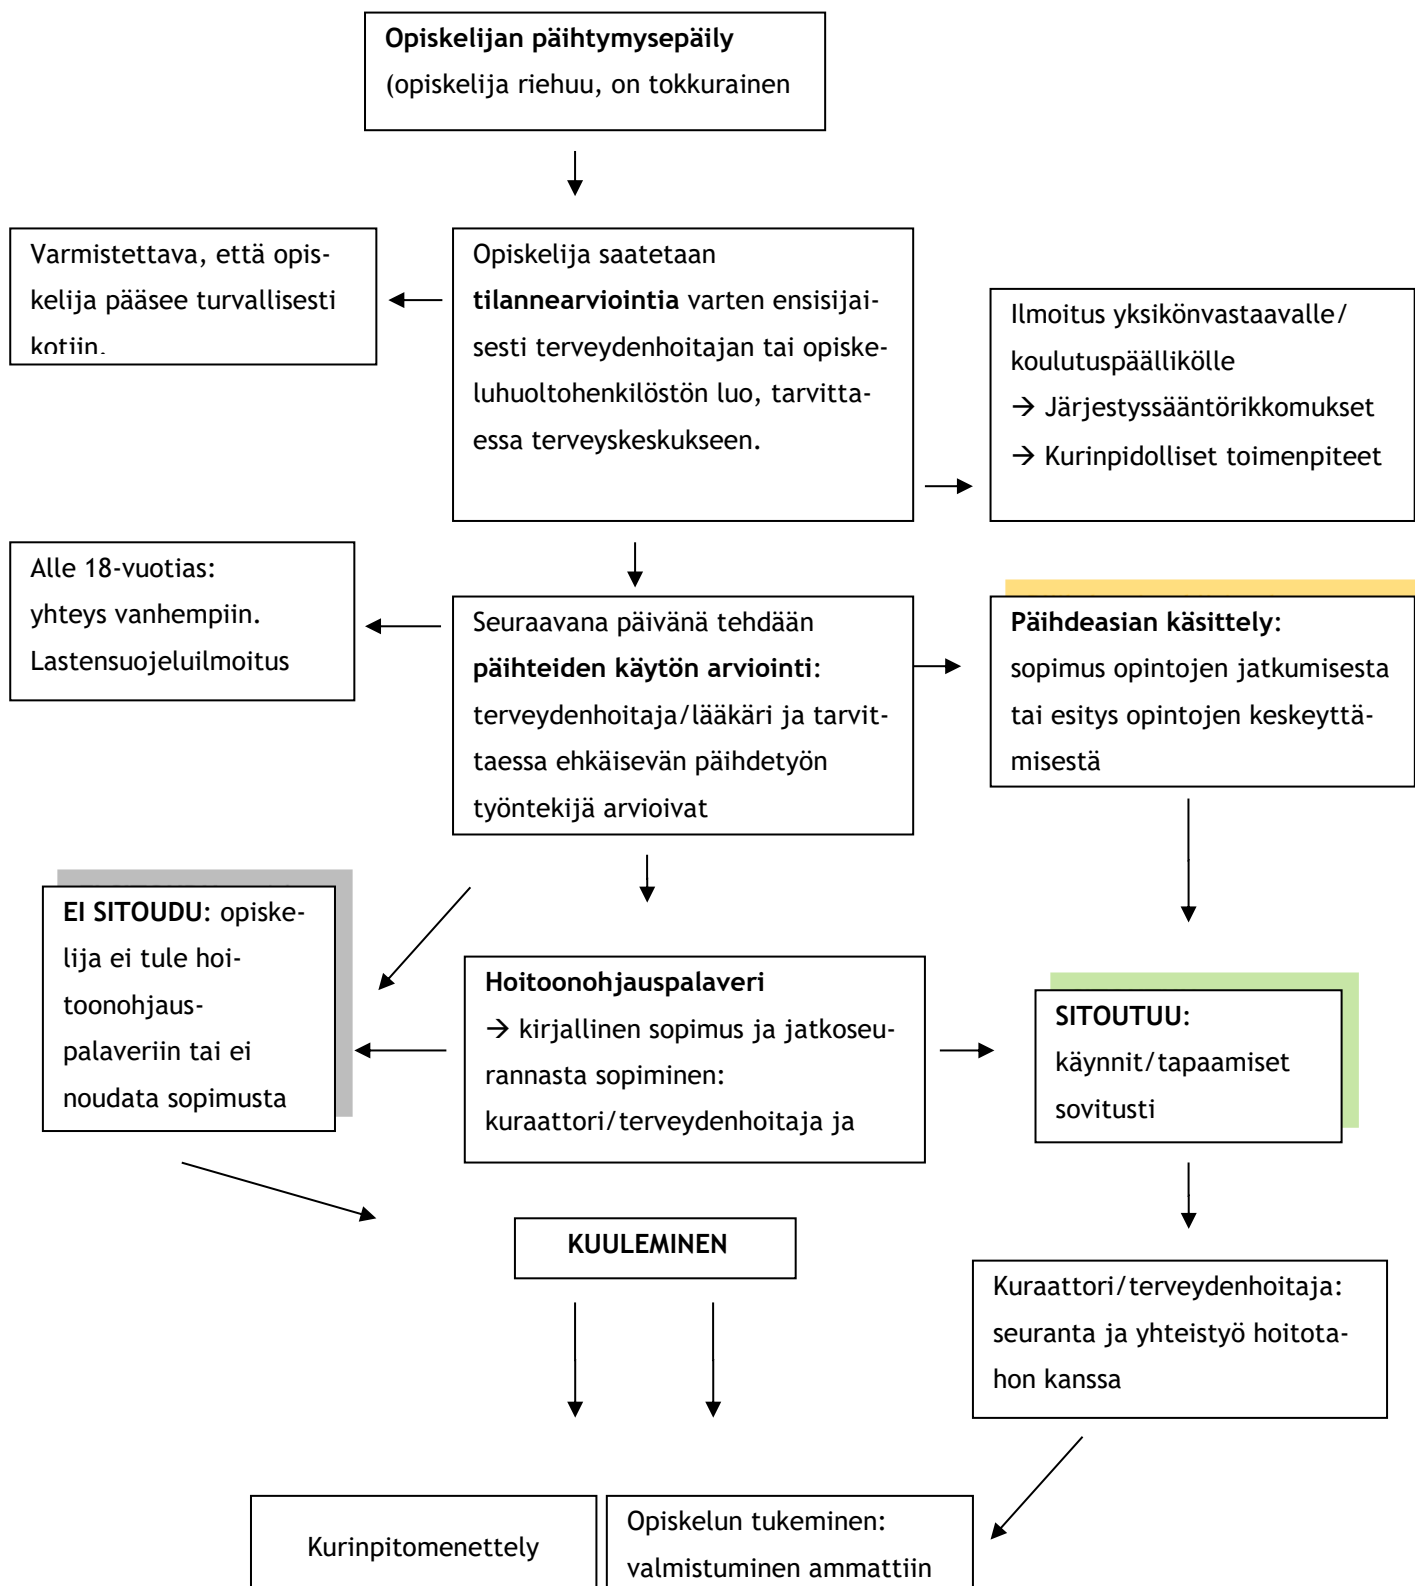 Opiskelijan päihtymysepäily
(opiskelija riehuu, on tokkurainen
Varmistettava, että opis-
kelija pääsee turvallisesti
kotiin.
Opiskelija saatetaan
tilannearviointia varten ensisijai-
sesti terveydenhoitajan tai opiske-
luhuoltohenkilöstön luo, tarvitta-
essa terveyskeskukseen.
Ilmoitus yksikönvastaavalle/
koulutuspäällikölle
→ Järjestyssääntörikkomukset
→ Kurinpidolliset toimenpiteet
Alle 18-vuotias:
yhteys vanhempiin.
Lastensuojeluilmoitus
Seuraavana päivänä tehdään
päihteiden käytön arviointi:
terveydenhoitaja/lääkäri ja tarvit-
taessa ehkäisevän päihdetyön
työntekijä arvioivat
Päihdeasian käsittely:
sopimus opintojen jatkumisesta
tai esitys opintojen keskeyttä-
misestä
EI SITOUDU: opiske-
lija ei tule hoi-
toonohjaus-
palaveriin tai ei
noudata sopimusta
Hoitoonohjauspalaveri
→ kirjallinen sopimus ja jatkoseu-
rannasta sopiminen:
kuraattori/terveydenhoitaja ja
SITOUTUU:
käynnit/tapaamiset
sovitusti
KUULEMINEN
Kuraattori/terveydenhoitaja:
seuranta ja yhteistyö hoitota-
hon kanssa
Kurinpitomenettely
Opiskelun tukeminen:
valmistuminen ammattiin